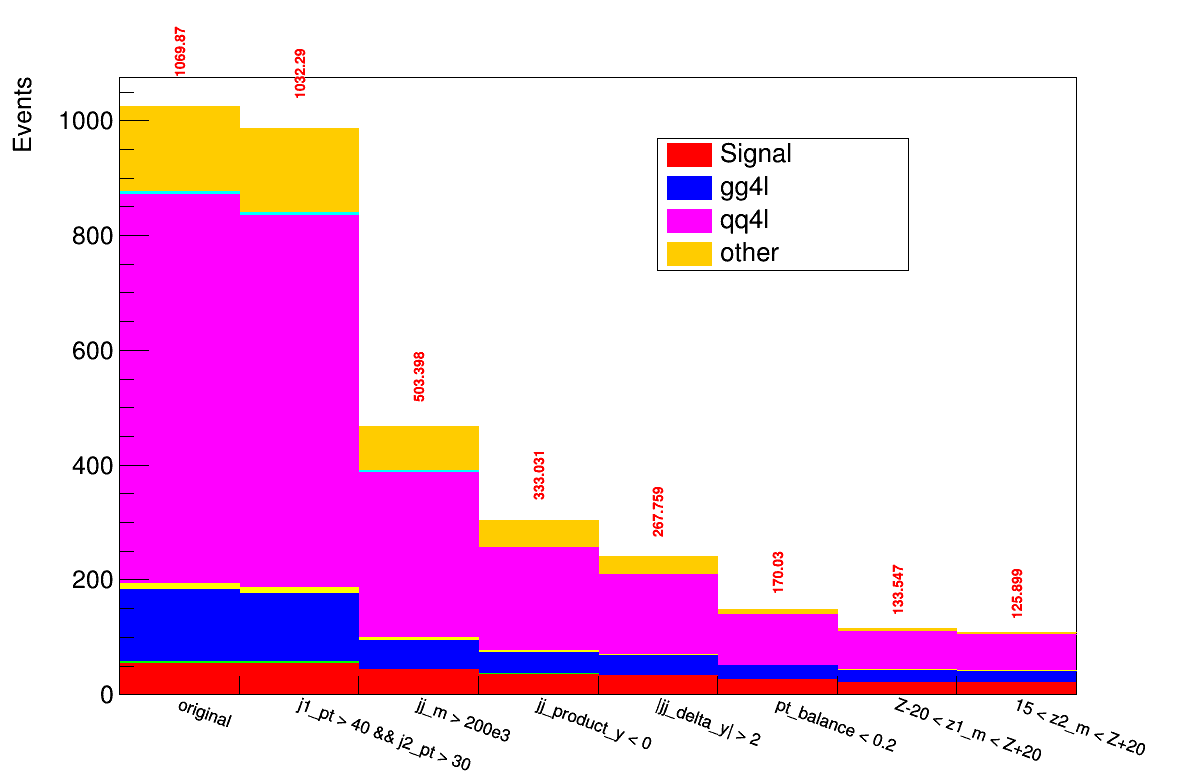 Events
1000
800
600
400
200
0
1069.87
1032.29
503.398
333.031
267.759
170.03
133.547
125.899
Signal
gg4l
qq4l
other
original
j1_pt > 40 && j2_pt > 30
jj_m > 200e3
jj_product_y < 0
|jj_delta_y| > 2
pt_balance < 0.2
Z-20 < z1_m < Z+20
15 < z2_m < Z+20